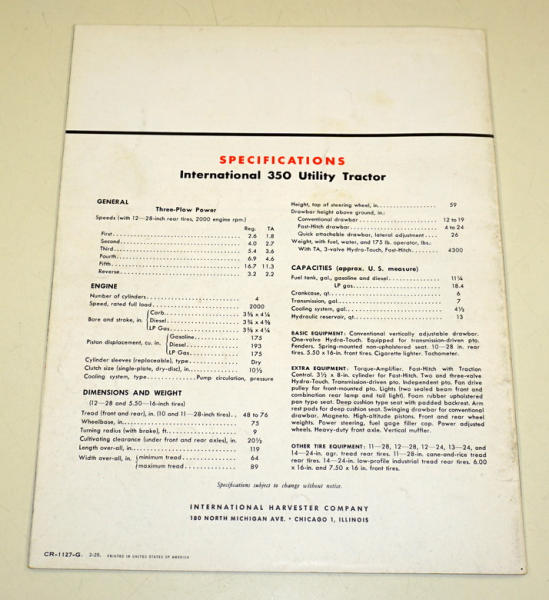 SPECIFICATIONS
International 350 Utility Tractor
GENERAL
Three-Plow Power
Speeds (with 12—28-inch rear tires, 2000 engine rpm.)
Reg. TA
First 2.6 1.8
Second 4.0 2.7
Third 5.4 3.6
Fourth 6.9 4.6
Fifth 16.7 11.3
Reverse 3.2 2.2
ENGINE
Number of cylinders 4
Speed, rated full load 2000
Bore and stroke, in. Carb. 3⅝ x 4¼
Diesel 3¾ x 4⅜
LP Gas 3⅝ x 4¼
Piston displacement, cu. in. Gasoline 175
Diesel 193
LP Gas 175
Cylinder sleeves (replaceable), type Dry
Clutch size (single-plate, dry-disc), in. 10½
Cooling system, type Pump circulation, pressure
DIMENSIONS AND WEIGHT
(12—28 and 5.50—16-inch tires)
Tread (front and rear), in. (10 and 11—28-inch tires) 48 to 76
Wheelbase, in. 75
Turning radius (with brake), ft. 9
Cultivating clearance (under front and rear axles), in. 20½
Length over-all, in. 119
Width over-all, in. minimum tread 64
maximum tread 89
Height, top of steering wheel, in. 59
Drawbar height above ground, in.:
Conventional drawbar 12 to 19
Fast-Hitch drawbar 4 to 24
Quick attachable drawbar, lateral adjustment 26
Weight, with fuel, water, and 175 lb. operator, lbs.:
With TA, 3-valve Hydra-Touch, Fast-Hitch 4300
CAPACITIES (approx. U. S. measure)
Fuel tank, gal., gasoline and diesel 11¼
LP gas 18.4
Crankcase, qt. 6
Transmission, gal. 7
Cooling system, gal. 4½
Hydraulic reservoir, qt. 13
BASIC EQUIPMENT: Conventional vertically adjustable drawbar.
One-valve Hydra-Touch. Equipped for transmission-driven pto.
Fenders. Spring-mounted non-upholstered seat. 10—28 in. rear
tires. 5.50 x 16-in. front tires. Cigarette lighter. Tachometer.
EXTRA EQUIPMENT: Torque-Amplifier. Fast-Hitch with Traction
Control. 3½ x 8-in. cylinder for Fast-Hitch. Two and three-valve
Hydra-Touch. Transmission-driven pto. Independent pto. Fan drive
pulley for front-mounted pto. Lights (two sealed beam front and
combination rear lamp and tail light). Foam rubber upholstered
pan type seat. Deep cushion type seat with padded backrest. Arm
rest pads for deep cushion seat. Swinging drawbar for conventional
drawbar. Magneto. High-altitude pistons. Front and rear wheel
weights. Power steering, fuel gage filler cap. Power adjusted
wheels. Heavy-duty front axle. Vertical muffler.
OTHER TIRE EQUIPMENT: 11—28, 12—28, 12—24, 13—24, and
14—24-in. agr. tread rear tires. 11—28-in. cane-and-rice tread
rear tires. 14—24-in. low-profile industrial tread rear tires. 6.00
x 16-in. and 7.50 x 16 in. front tires.
Specifications subject to change without notice.
INTERNATIONAL HARVESTER COMPANY
180 NORTH MICHIGAN AVE. • CHICAGO 1, ILLINOIS
CR-1127-G. 2-28. PRINTED IN UNITED STATES OF AMERICA